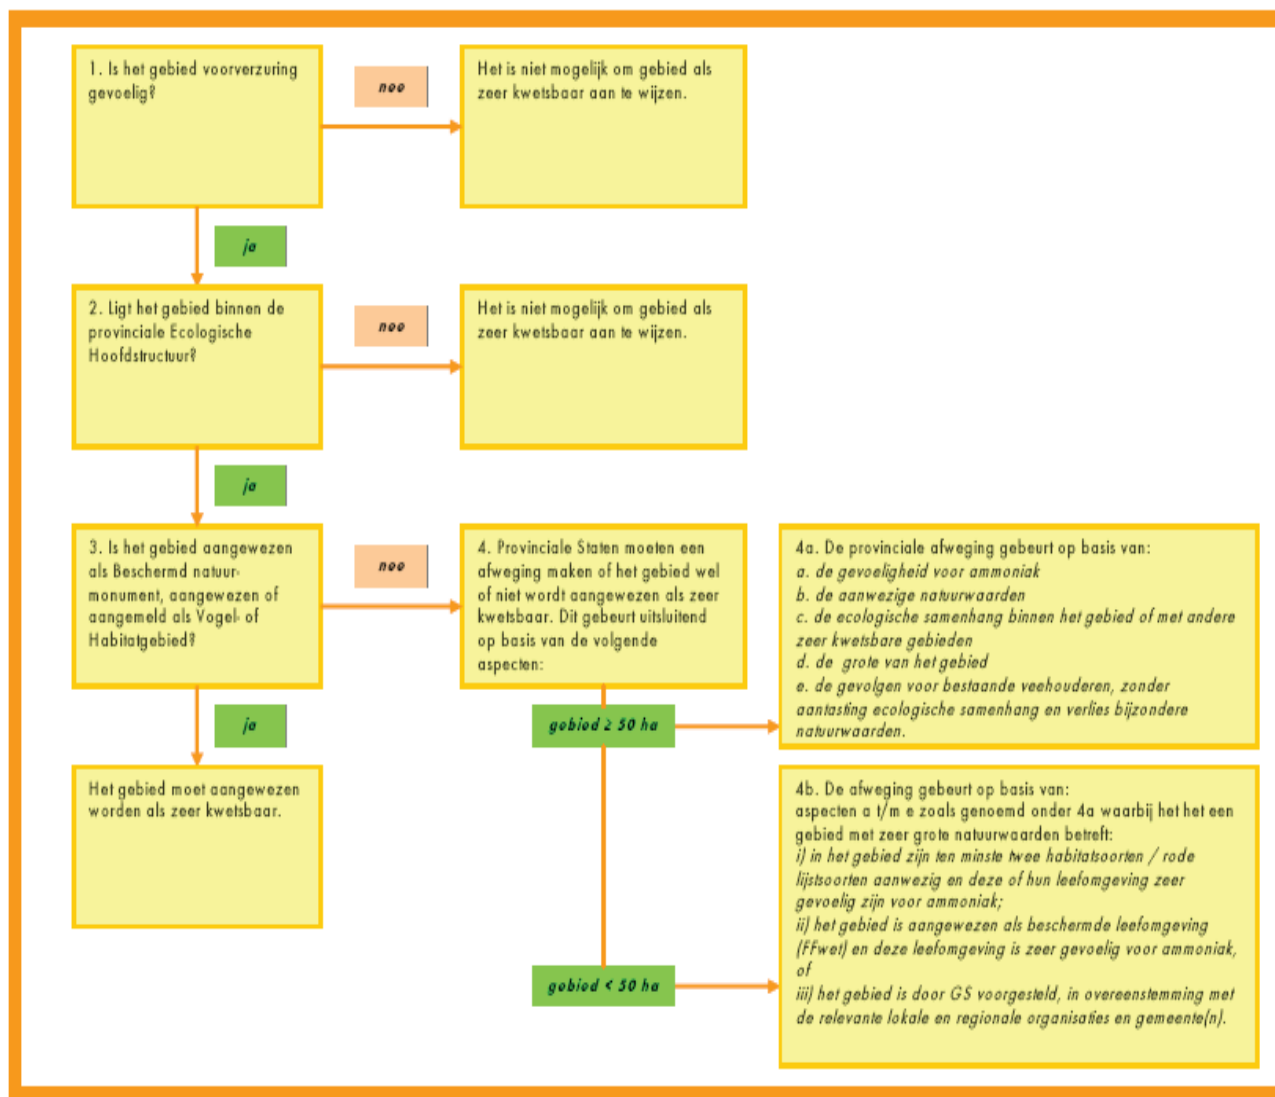 1. Is het gebied voorverzuring
gevoelig?
nee
Het is niet mogelijk om gebied als
zeer kwetsbaar aan te wijzen.
ja
2. Ligt het gebied binnen de
provinciale Ecologische
Hoofdstructuur?
nee
Het is niet mogelijk om gebied als
zeer kwetsbaar aan te wijzen.
ja
3. Is het gebied aangewezen
als Beschermd natuur-
monument, aangewezen of
aangemeld als Vogel- of
Habitatgebied?
nee
4. Provinciale Staten moeten een
afweging maken of het gebied wel
of niet wordt aangewezen als zeer
kwetsbaar. Dit gebeurt uitsluitend
op basis van de volgende
aspecten:
4a. De provinciale afweging gebeurt op basis van:
a. de gevoeligheid voor ammoniak
b. de aanwezige natuurwaarden
c. de ecologische samenhang binnen het gebied of met andere
zeer kwetsbare gebieden
d. de grote van het gebied
e. de gevolgen voor bestaande veehouderen, zonder
aantasting ecologische samenhang en verlies bijzondere
natuurwaarden.
ja
gebied ≥ 50 ha
Het gebied moet aangewezen
worden als zeer kwetsbaar.
4b. De afweging gebeurt op basis van:
aspecten a t/m e zoals genoemd onder 4a waarbij het het een
gebied met zeer grote natuurwaarden betreft:
i) in het gebied zijn ten minste twee habitatsoorten / rode
lijstsoorten aanwezig en deze of hun leefomgeving zeer
gevoelig zijn voor ammoniak;
ii) het gebied is aangewezen als beschermde leefomgeving
(FFwet) en deze leefomgeving is zeer gevoelig voor ammoniak,
of
iii) het gebied is door GS voorgesteld, in overeenstemming met
de relevante lokale en regionale organisaties en gemeente(n).
gebied < 50 ha